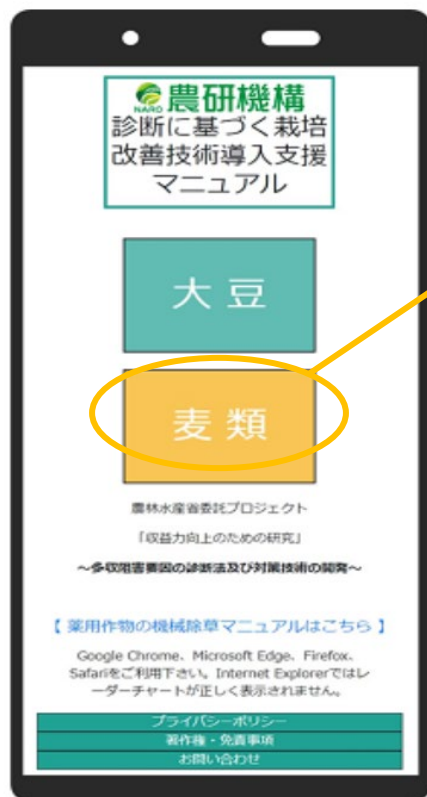 NARO 農研機構
診断に基づく栽培
改善技術導入支援
マニュアル
大豆
麦類
農林水産省委託プロジェクト
「収益力向上のための研究」
～多収阻害要因の診断法及び対策技術の開発～
【 薬用作物の機械除草マニュアルはこちら 】
Google Chrome、Microsoft Edge、Firefox、
Safariをご利用下さい。Internet Explorerではレ
ーダーチャートが正しく表示されません。
プライバシーポリシー
著作権・免責事項
お問い合わせ